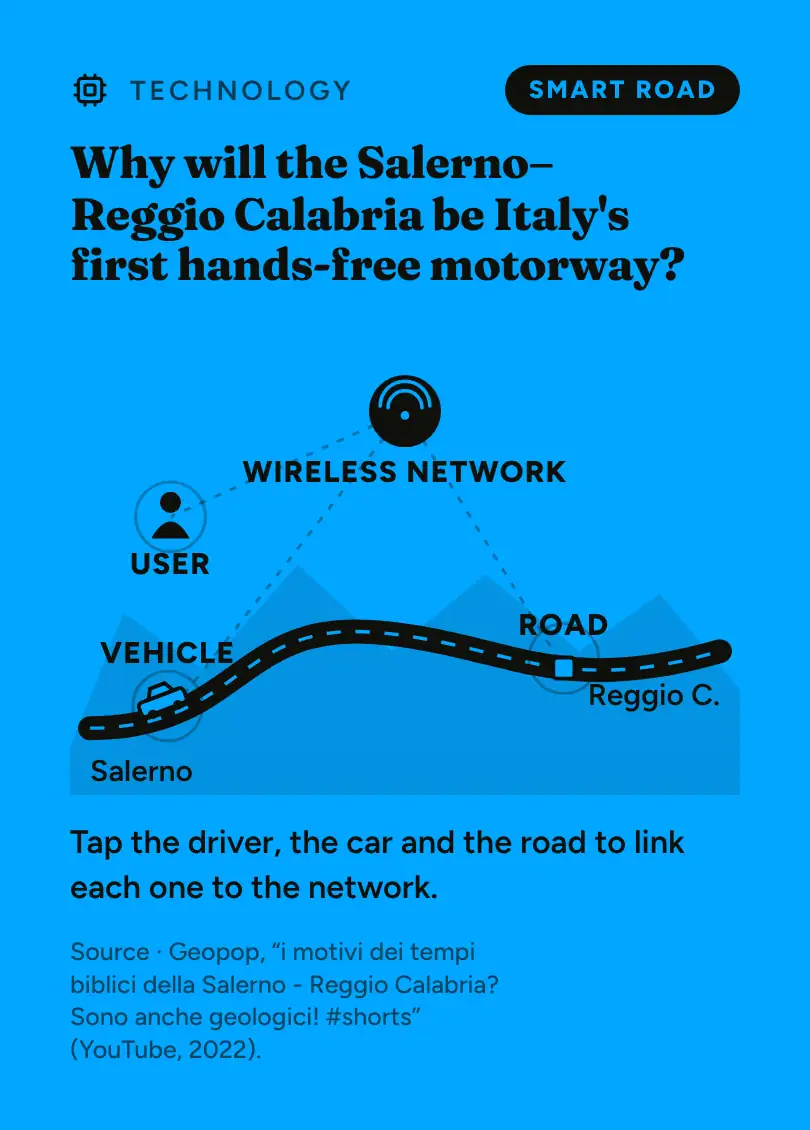 TECHNOLOGY
SMART ROAD
Why will the Salerno–
Reggio Calabria be Italy's
first hands-free motorway?
WIRELESS NETWORK
USER
ROAD
VEHICLE
Reggio C.
Salerno
Tap the driver, the car and the road to link
each one to the network.
Source · Geopop, “i motivi dei tempi
biblici della Salerno - Reggio Calabria?
Sono anche geologici! #shorts”
(YouTube, 2022).